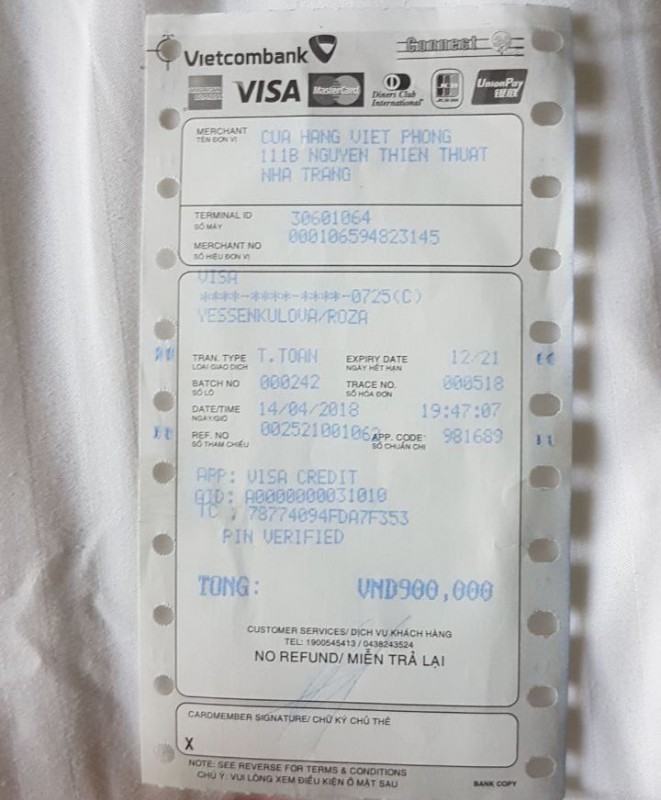 Vietcombank
Connect
AMERICAN EXPRESS VISA MasterCard Diners Club International JCB UnionPay 银联
MERCHANT CUA HANG VIET PHONG
TÊN ĐƠN VỊ 111B NGUYEN THIEN THUAT
NHA TRANG
TERMINAL ID 30601064
SỐ MÁY
MERCHANT NO 000106594823145
SỐ HIỆU ĐƠN VỊ
VISA
****-****-****-0725(C)
YESSENKULOVA/ROZA
TRAN. TYPE T.TOAN EXPIRY DATE 12/21
LOẠI GIAO DỊCH NGÀY HẾT HẠN
BATCH NO 000242 TRACE NO. 000518
SỐ LÔ SỐ HÓA ĐƠN
DATE/TIME 14/04/2018 19:47:07
NGÀY/GIỜ
REF. NO 002521001062 APP. CODE: 981689
SỐ THAM CHIẾU SỐ CHUẨN CHI
APP: VISA CREDIT
AID: A0000000031010
TC : 78774094FDA7F353
PIN VERIFIED
TONG: VND900,000
CUSTOMER SERVICES/ DỊCH VỤ KHÁCH HÀNG
TEL: 1900545413 / 0438243524
NO REFUND/ MIỄN TRẢ LẠI
CARDMEMBER SIGNATURE/ CHỮ KÝ CHỦ THẺ
X
NOTE: SEE REVERSE FOR TERMS & CONDITIONS
CHÚ Ý: VUI LÒNG XEM ĐIỀU KIỆN Ở MẶT SAU BANK COPY